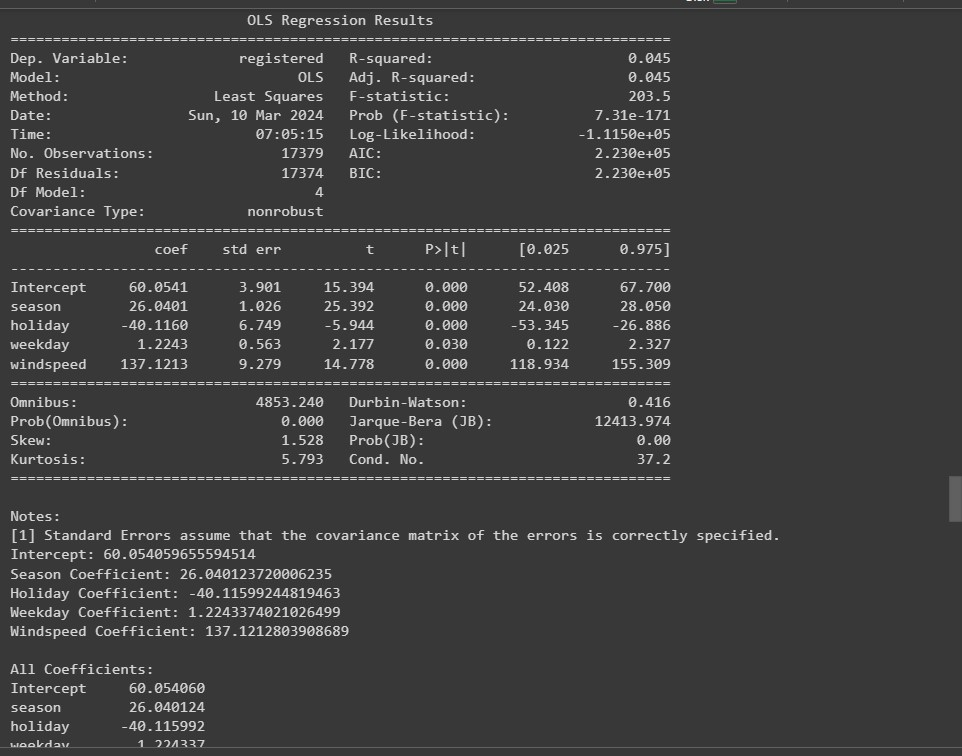 OLS Regression Results
==============================================================================
Dep. Variable:             registered   R-squared:                       0.045
Model:                            OLS   Adj. R-squared:                  0.045
Method:                 Least Squares   F-statistic:                     203.5
Date:                Sun, 10 Mar 2024   Prob (F-statistic):          7.31e-171
Time:                        07:05:15   Log-Likelihood:            -1.1150e+05
No. Observations:               17379   AIC:                         2.230e+05
Df Residuals:                   17374   BIC:                         2.230e+05
Df Model:                           4
Covariance Type:            nonrobust
==============================================================================
coef    std err          t      P>|t|      [0.025      0.975]
------------------------------------------------------------------------------
Intercept     60.0541      3.901     15.394      0.000      52.408      67.700
season        26.0401      1.026     25.392      0.000      24.030      28.050
holiday      -40.1160      6.749     -5.944      0.000     -53.345     -26.886
weekday        1.2243      0.563      2.177      0.030       0.122       2.327
windspeed    137.1213      9.279     14.778      0.000     118.934     155.309
==============================================================================
Omnibus:                     4853.240   Durbin-Watson:                   0.416
Prob(Omnibus):                  0.000   Jarque-Bera (JB):            12413.974
Skew:                           1.528   Prob(JB):                         0.00
Kurtosis:                       5.793   Cond. No.                         37.2
==============================================================================
Notes:
[1] Standard Errors assume that the covariance matrix of the errors is correctly specified.
Intercept: 60.054059655594514
Season Coefficient: 26.040123720006235
Holiday Coefficient: -40.11599244819463
Weekday Coefficient: 1.2243374021026499
Windspeed Coefficient: 137.1212803908689
All Coefficients:
Intercept     60.054060
season        26.040124
holiday      -40.115992
weekday        1.224337